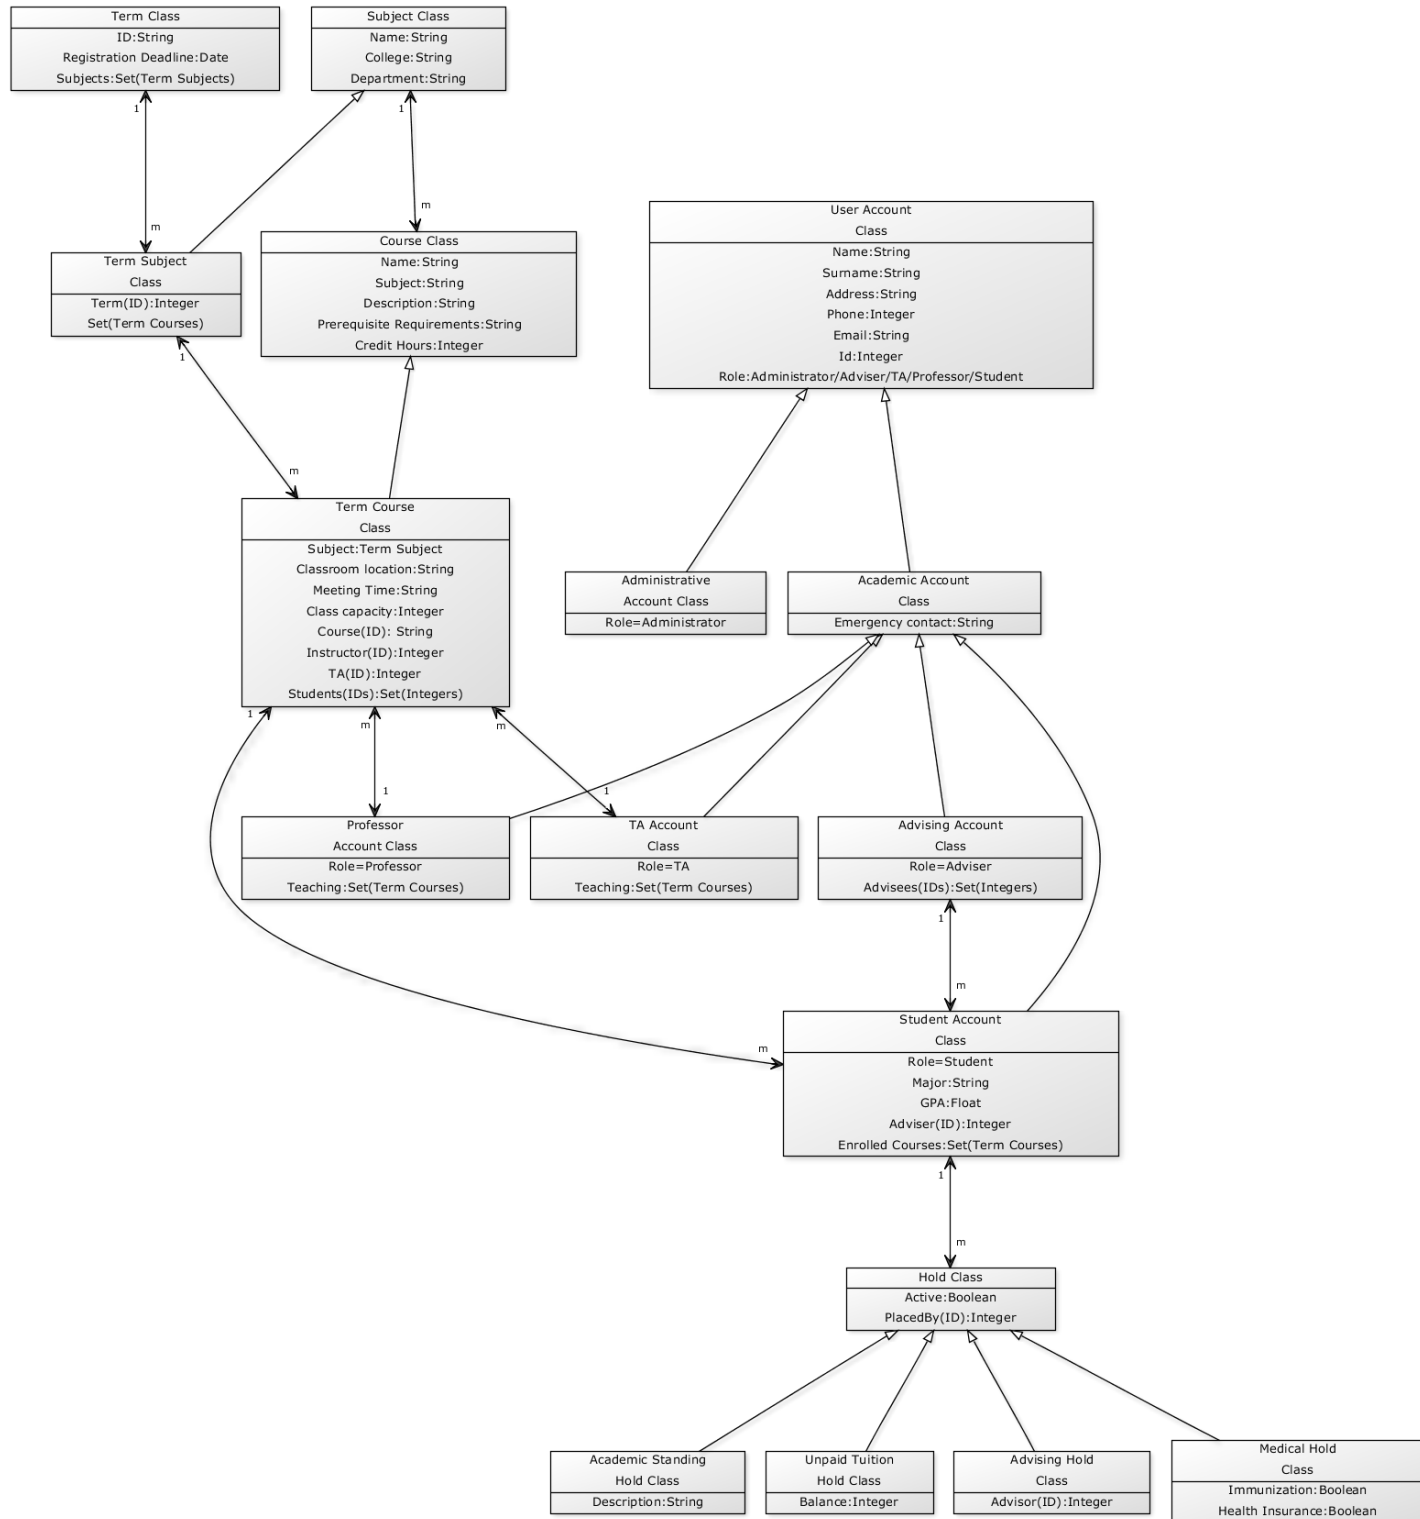 Term Class
ID:String
Registration Deadline:Date
Subjects:Set(Term Subjects)
Subject Class
Name:String
College:String
Department:String
1
1
m
m
Term Subject
Class
Term(ID):Integer
Set(Term Courses)
Course Class
Name:String
Subject:String
Description:String
Prerequisite Requirements:String
Credit Hours:Integer
User Account
Class
Name:String
Surname:String
Address:String
Phone:Integer
Email:String
Id:Integer
Role:Administrator/Adviser/TA/Professor/Student
1
m
Term Course
Class
Subject:Term Subject
Classroom location:String
Meeting Time:String
Class capacity:Integer
Course(ID): String
Instructor(ID):Integer
TA(ID):Integer
Students(IDs):Set(Integers)
Administrative
Account Class
Role=Administrator
Academic Account
Class
Emergency contact:String
1
m
m
1
1
Professor
Account Class
Role=Professor
Teaching:Set(Term Courses)
TA Account
Class
Role=TA
Teaching:Set(Term Courses)
Advising Account
Class
Role=Adviser
Advisees(IDs):Set(Integers)
1
m
m
Student Account
Class
Role=Student
Major:String
GPA:Float
Adviser(ID):Integer
Enrolled Courses:Set(Term Courses)
1
m
Hold Class
Active:Boolean
PlacedBy(ID):Integer
Academic Standing
Hold Class
Description:String
Unpaid Tuition
Hold Class
Balance:Integer
Advising Hold
Class
Advisor(ID):Integer
Medical Hold
Class
Immunization:Boolean
Health Insurance:Boolean